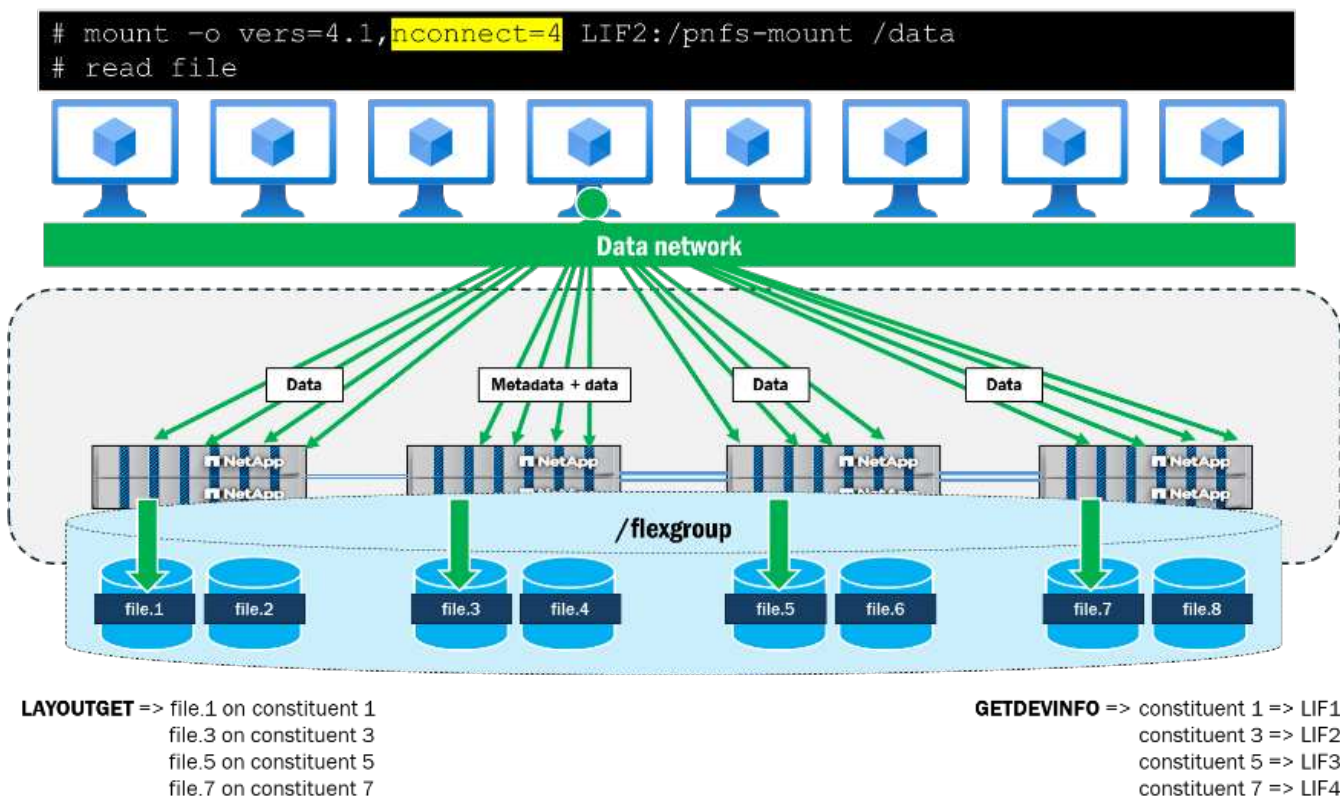 # mount –o vers=4.1,nconnect=4 LIF2:/pnfs-mount /data
# read file
Data network
Data
Metadata + data
Data
Data
NetApp
NetApp
NetApp
NetApp
NetApp
NetApp
NetApp
NetApp
/flexgroup
file.1
file.2
file.3
file.4
file.5
file.6
file.7
file.8
LAYOUTGET => file.1 on constituent 1
file.3 on constituent 3
file.5 on constituent 5
file.7 on constituent 7
GETDEVINFO => constituent 1 => LIF1
constituent 3 => LIF2
constituent 5 => LIF3
constituent 7 => LIF4